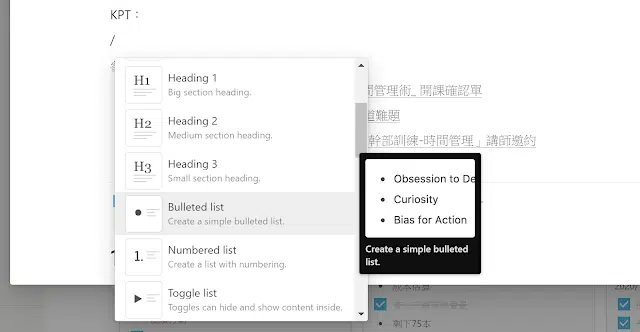 KPT：
/
H1
Heading 1
Big section heading.
間管理術_ 開課確認單
H2
Heading 2
Medium section heading.
道難題
H3
Heading 3
Small section heading.
幹部訓練-時間管理」講師邀約
Bulleted list
Create a simple bulleted list.
• Obsession to De
• Curiosity
• Bias for Action
Create a simple bulleted
list.
1.
Numbered list
Create a list with numbering.
Toggle list
Toggles can hide and show content inside.
2020/
• 剩下75本